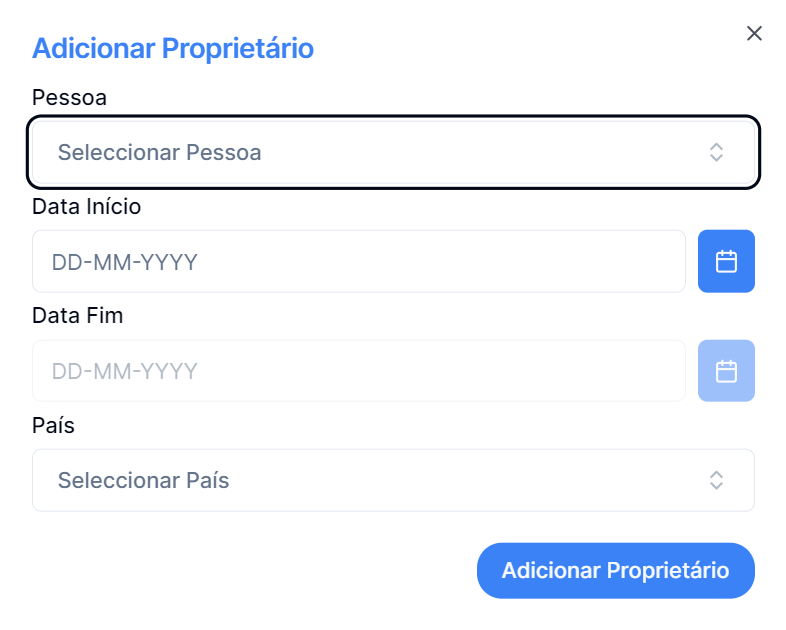 Adicionar Proprietário
Pessoa
Seleccionar Pessoa
Data Início
DD-MM-YYYY
Data Fim
DD-MM-YYYY
País
Seleccionar País
Adicionar Proprietário